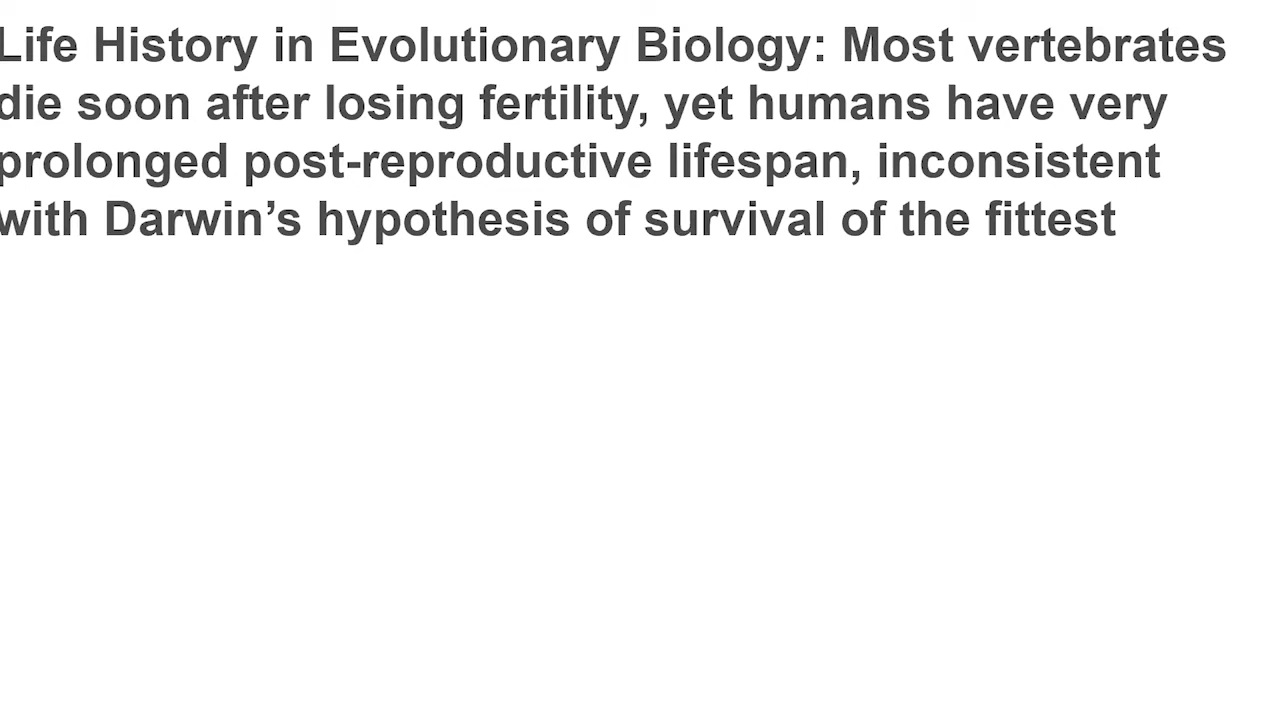 Life History in Evolutionary Biology: Most vertebrates
die soon after losing fertility, yet humans have very
prolonged post-reproductive lifespan, inconsistent
with Darwin’s hypothesis of survival of the fittest